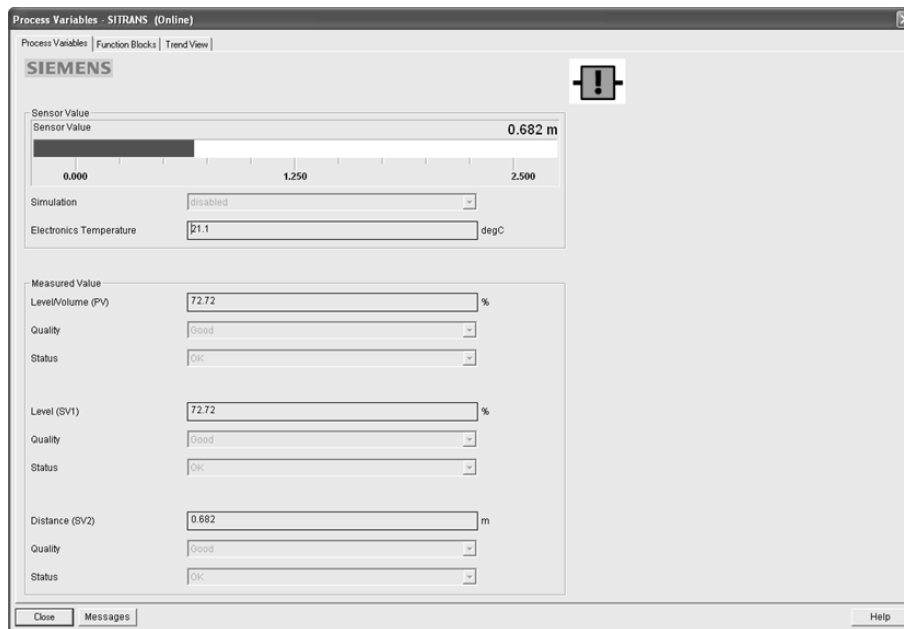 Process Variables - SITRANS (Online)
Process Variables Function Blocks Trend View
SIEMENS
!
Sensor Value
Sensor Value 0.682 m
0.000 1.250 2.500
Simulation disabled
Electronics Temperature 21.1 degC
Measured Value
Level/Volume (PV) 72.72 %
Quality Good
Status OK
Level (SV1) 72.72 %
Quality Good
Status OK
Distance (SV2) 0.682 m
Quality Good
Status OK
Close Messages Help